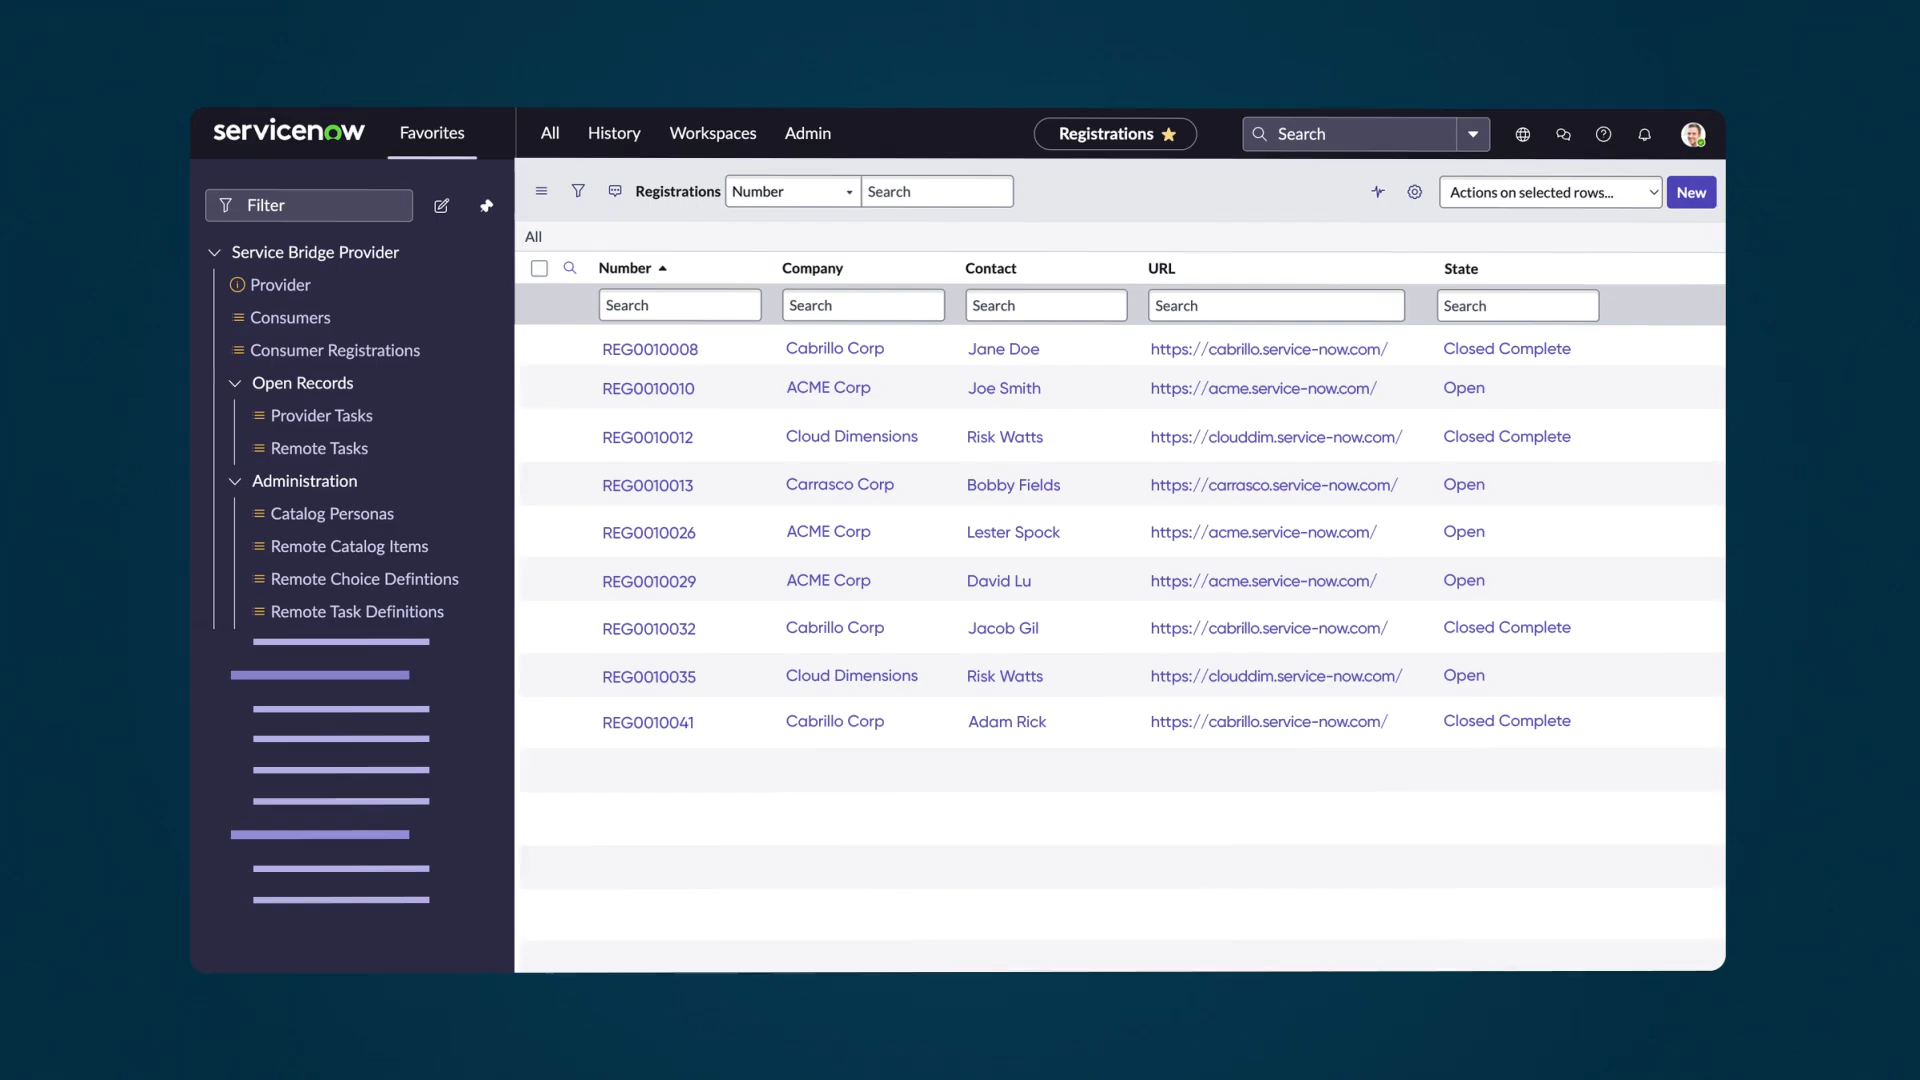 servicenow Favorites All History Workspaces Admin Registrations Search
Filter
Service Bridge Provider
Provider
Consumers
Consumer Registrations
Open Records
Provider Tasks
Remote Tasks
Administration
Catalog Personas
Remote Catalog Items
Remote Choice Defintions
Remote Task Definitions
Registrations Number Search Actions on selected rows... New
All
Number Company Contact URL State
Search Search Search Search Search
REG0010008 Cabrillo Corp Jane Doe https://cabrillo.service-now.com/ Closed Complete
REG0010010 ACME Corp Joe Smith https://acme.service-now.com/ Open
REG0010012 Cloud Dimensions Risk Watts https://clouddim.service-now.com/ Closed Complete
REG0010013 Carrasco Corp Bobby Fields https://carrasco.service-now.com/ Open
REG0010026 ACME Corp Lester Spock https://acme.service-now.com/ Open
REG0010029 ACME Corp David Lu https://acme.service-now.com/ Open
REG0010032 Cabrillo Corp Jacob Gil https://cabrillo.service-now.com/ Closed Complete
REG0010035 Cloud Dimensions Risk Watts https://clouddim.service-now.com/ Open
REG0010041 Cabrillo Corp Adam Rick https://cabrillo.service-now.com/ Closed Complete